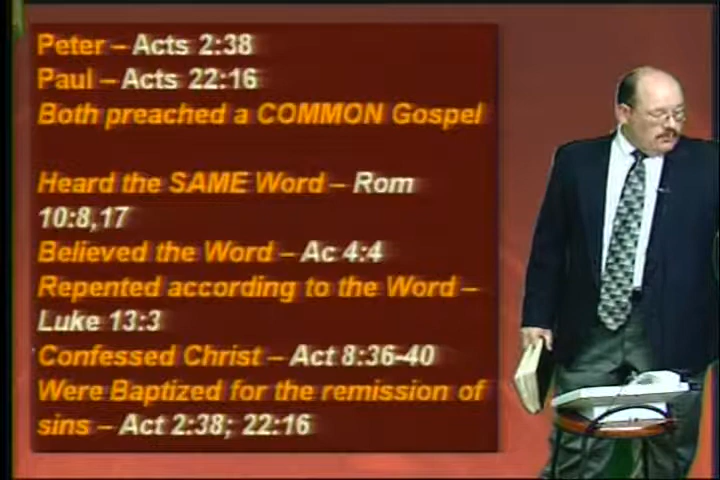 Peter – Acts 2:38
Paul – Acts 22:16
Both preached a COMMON Gospel
Heard the SAME Word – Rom
10:8,17
Believed the Word – Ac 4:4
Repented according to the Word –
Luke 13:3
Confessed Christ – Act 8:36-40
Were Baptized for the remission of
sins – Act 2:38; 22:16